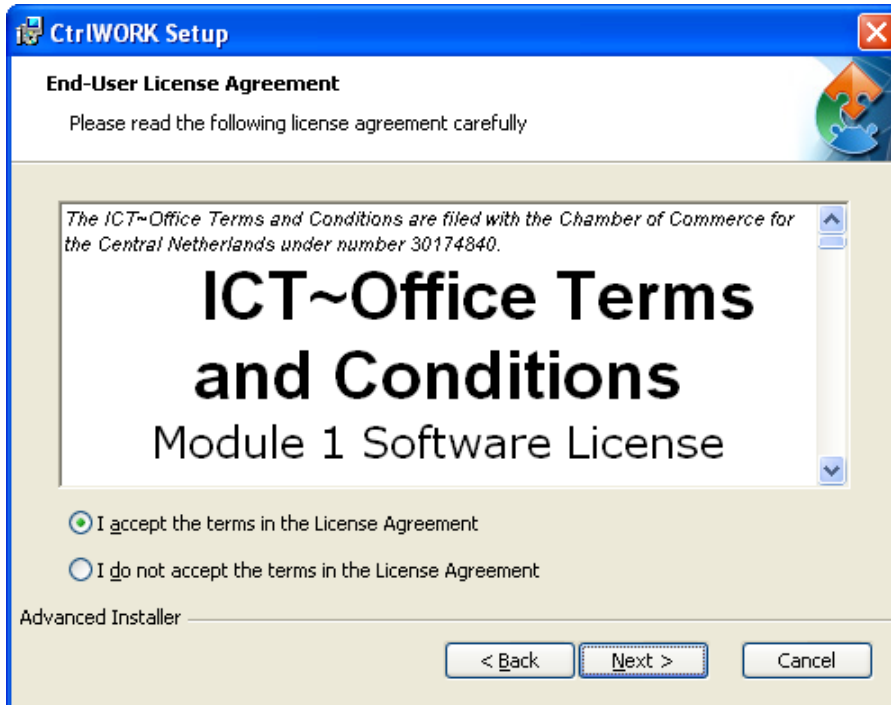 CtrlWORK Setup
End-User License Agreement
Please read the following license agreement carefully
The ICT~Office Terms and Conditions are filed with the Chamber of Commerce for
the Central Netherlands under number 30174840.
ICT~Office Terms
and Conditions
Module 1 Software License
I accept the terms in the License Agreement
I do not accept the terms in the License Agreement
Advanced Installer
< Back
Next >
Cancel